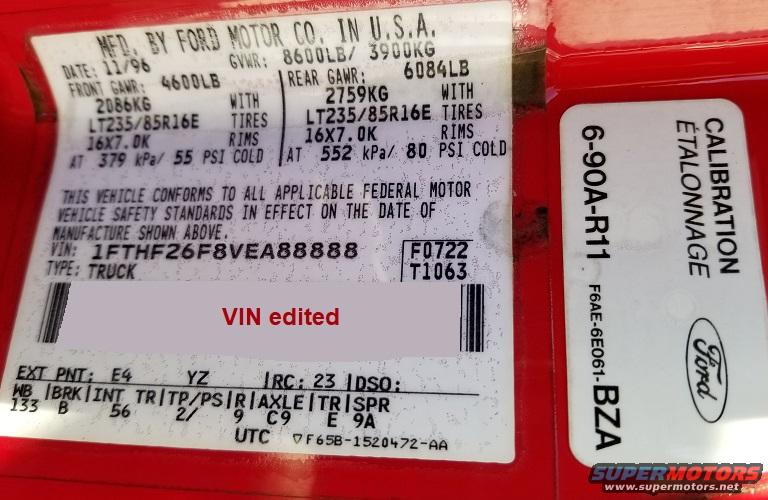 MFD. BY FORD MOTOR CO. IN U.S.A.
DATE: 11/96 GVWR: 8600LB/ 3900KG
FRONT GAWR: 4600LB REAR GAWR: 6084LB
2086KG WITH 2759KG WITH
LT235/85R16E TIRES LT235/85R16E TIRES
16X7.0K RIMS 16X7.0K RIMS
AT 379 kPa/ 55 PSI COLD AT 552 kPa/ 80 PSI COLD
THIS VEHICLE CONFORMS TO ALL APPLICABLE FEDERAL MOTOR
VEHICLE SAFETY STANDARDS IN EFFECT ON THE DATE OF
MANUFACTURE SHOWN ABOVE.
VIN: 1FTHF26F8VEA88888 F0722
TYPE: TRUCK T1063
VIN edited
EXT PNT: E4 YZ |RC: 23 |DSO:
WB |BRK|INT TR|TP/PS|R|AXLE|TR|SPR
133 B 56 2/ 9 C9 E 9A
UTC ▽F65B-1520472-AA
CALIBRATION
ÉTALONNAGE
6-90A-R11
F6AE-6E061-BZA
Ford
SUPERMOTORS
www.supermotors.net